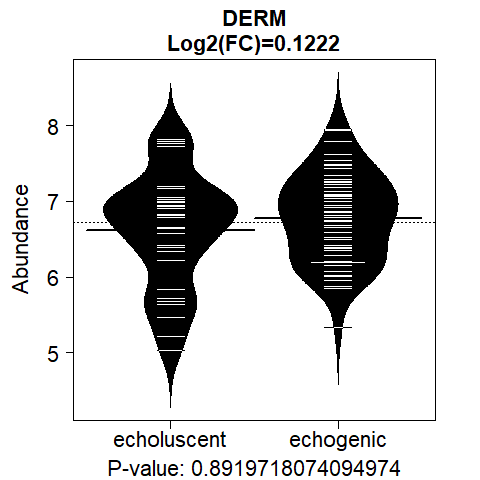 DERM
Log2(FC)=0.1222
Abundance
8
7
6
5
echoluscent echogenic
P-value: 0.8919718074094974